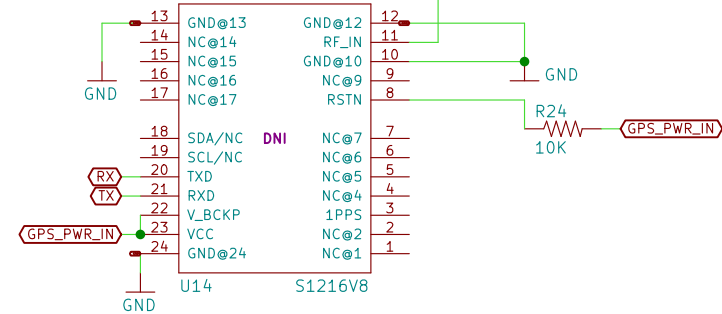 13 GND@13 GND@12 12
14 NC@14 RF_IN 11
15 NC@15 GND@10 10
16 NC@16 NC@9 9
17 NC@17 RSTN 8
GND
GND
R24
10K
GPS_PWR_IN
18 SDA/NC DNI NC@7 7
19 SCL/NC NC@6 6
RX 20 TXD NC@5 5
TX 21 RXD NC@4 4
22 V_BCKP 1PPS 3
GPS_PWR_IN 23 VCC NC@2 2
24 GND@24 NC@1 1
GND
U14 S1216V8